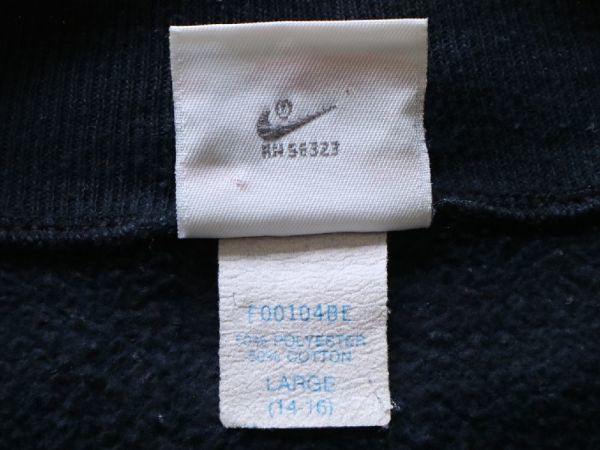 RN 56323
F00104BE
50% POLYESTER
50% COTTON
LARGE
(14-16)